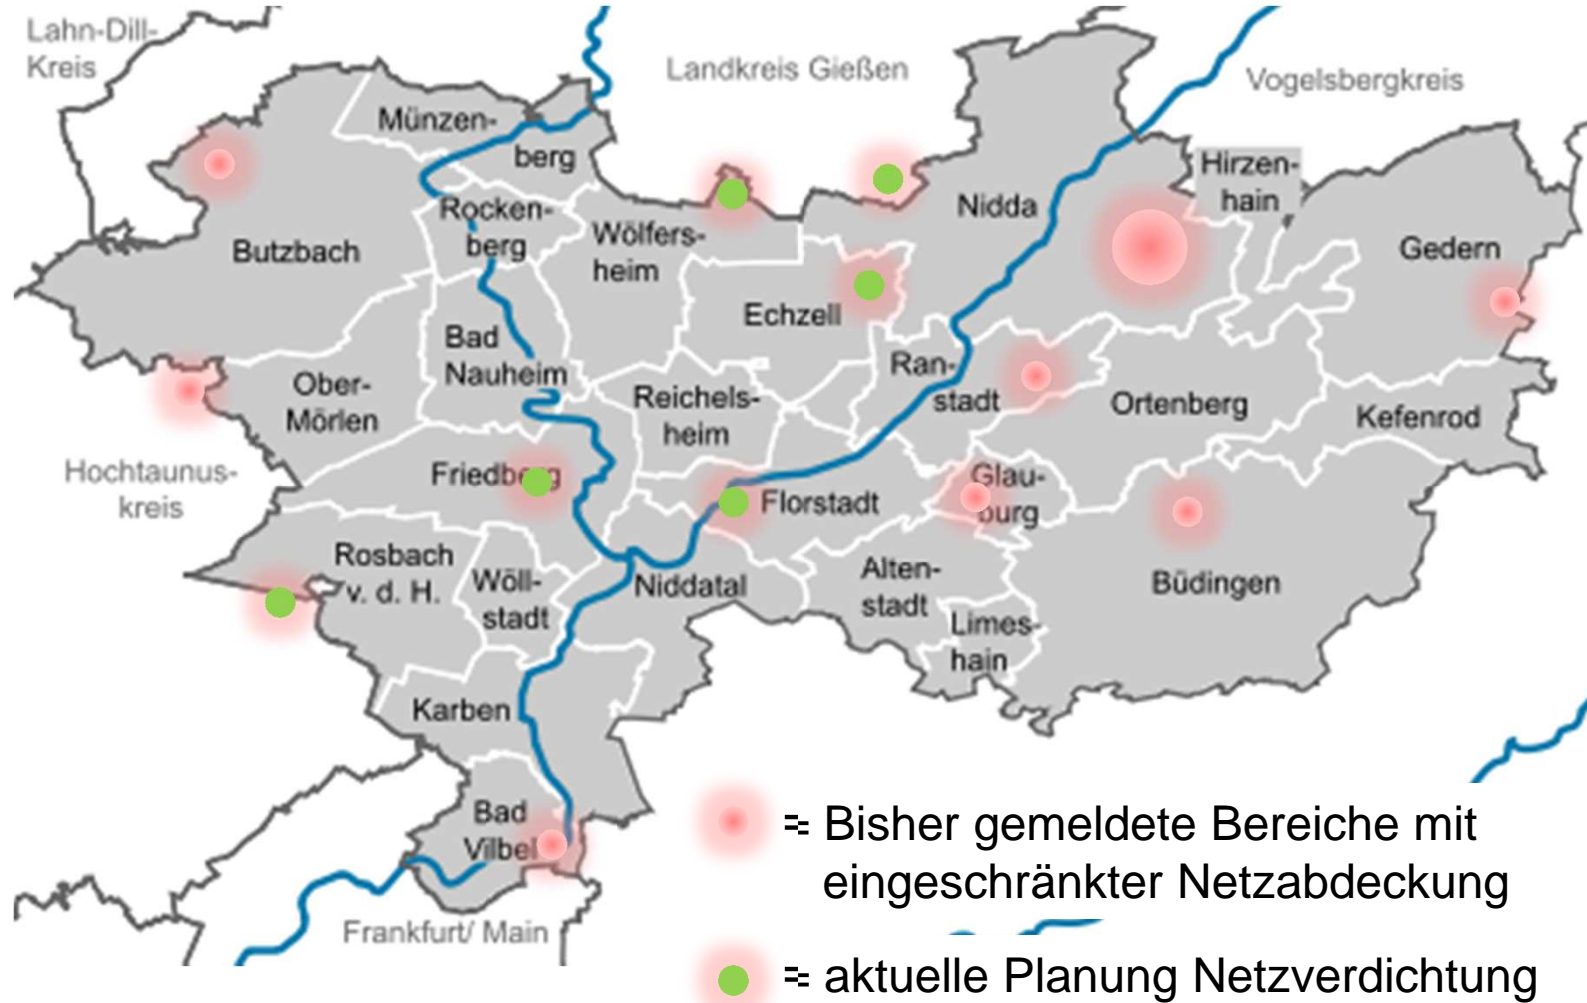 Lahn-Dill-
Kreis
Landkreis Gießen
Vogelsbergkreis
Münzen-
berg
Hirzen-
hain
Nidda
Rocken-
berg
Wölfers-
heim
Butzbach
Gedern
Echzell
Bad
Nauheim
Ran-
stadt
Ober-
Mörlen
Reichels-
heim
Ortenberg
Kefenrod
Hochtaunus-
kreis
Friedberg
Florstadt
Glau-
burg
Rosbach
v. d. H.
Wöll-
stadt
Niddatal
Alten-
stadt
Büdingen
Limes-
hain
Karben
Bad
Vilbel
Frankfurt/ Main
= Bisher gemeldete Bereiche mit
eingeschränkter Netzabdeckung
= aktuelle Planung Netzverdichtung